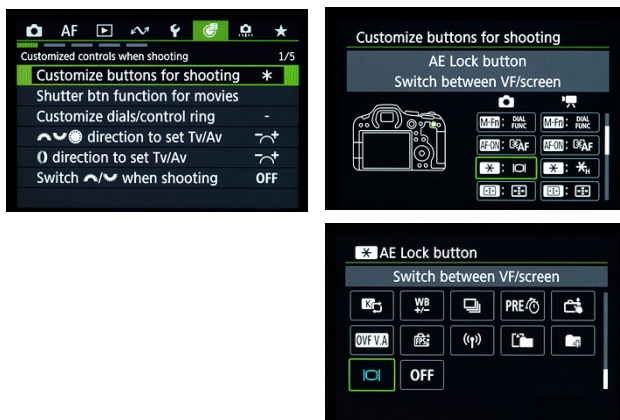 AF
Customized controls when shooting 1/5
Customize buttons for shooting
Shutter btn function for movies
Customize dials/control ring -
direction to set Tv/Av
direction to set Tv/Av
Switch / when shooting OFF
Customize buttons for shooting
AE Lock button
Switch between VF/screen
M-Fn: DIAL FUNC M-Fn: DIAL FUNC
AF-ON: AF AF-ON: AF
H
AE Lock button
Switch between VF/screen
K WB +/- PRE
OVF V.A FPS
OFF